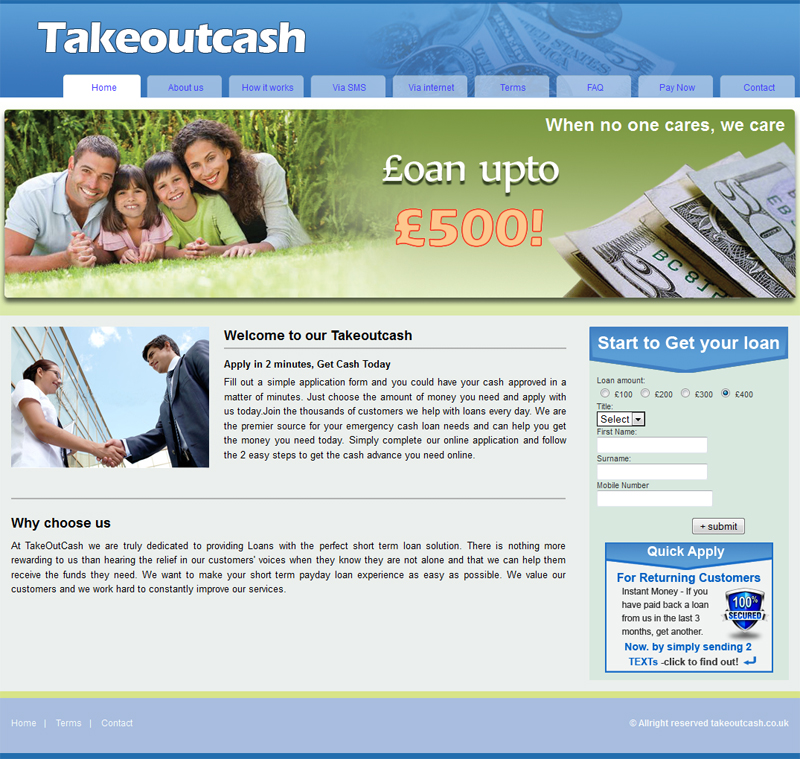 Takeoutcash
Home
About us
How it works
Via SMS
Via internet
Terms
FAQ
Pay Now
Contact
When no one cares, we care
£oan upto
£500!
Welcome to our Takeoutcash
Apply in 2 minutes, Get Cash Today
Fill out a simple application form and you could have your cash approved in a
matter of minutes. Just choose the amount of money you need and apply with
us today.Join the thousands of customers we help with loans every day. We are
the premier source for your emergency cash loan needs and can help you get
the money you need today. Simply complete our online application and follow
the 2 easy steps to get the cash advance you need online.
Why choose us
At TakeOutCash we are truly dedicated to providing Loans with the perfect short term loan solution. There is nothing more
rewarding to us than hearing the relief in our customers' voices when they know they are not alone and that we can help them
receive the funds they need. We want to make your short term payday loan experience as easy as possible. We value our
customers and we work hard to constantly improve our services.
Start to Get your loan
Loan amount:
£100 £200 £300 £400
Title:
Select
First Name:
Surname:
Mobile Number
+ submit
Quick Apply
For Returning Customers
Instant Money - If you
have paid back a loan
from us in the last 3
months, get another.
100%
SECURED
Now. by simply sending 2
TEXTs -click to find out!
Home | Terms | Contact
© Allright reserved takeoutcash.co.uk